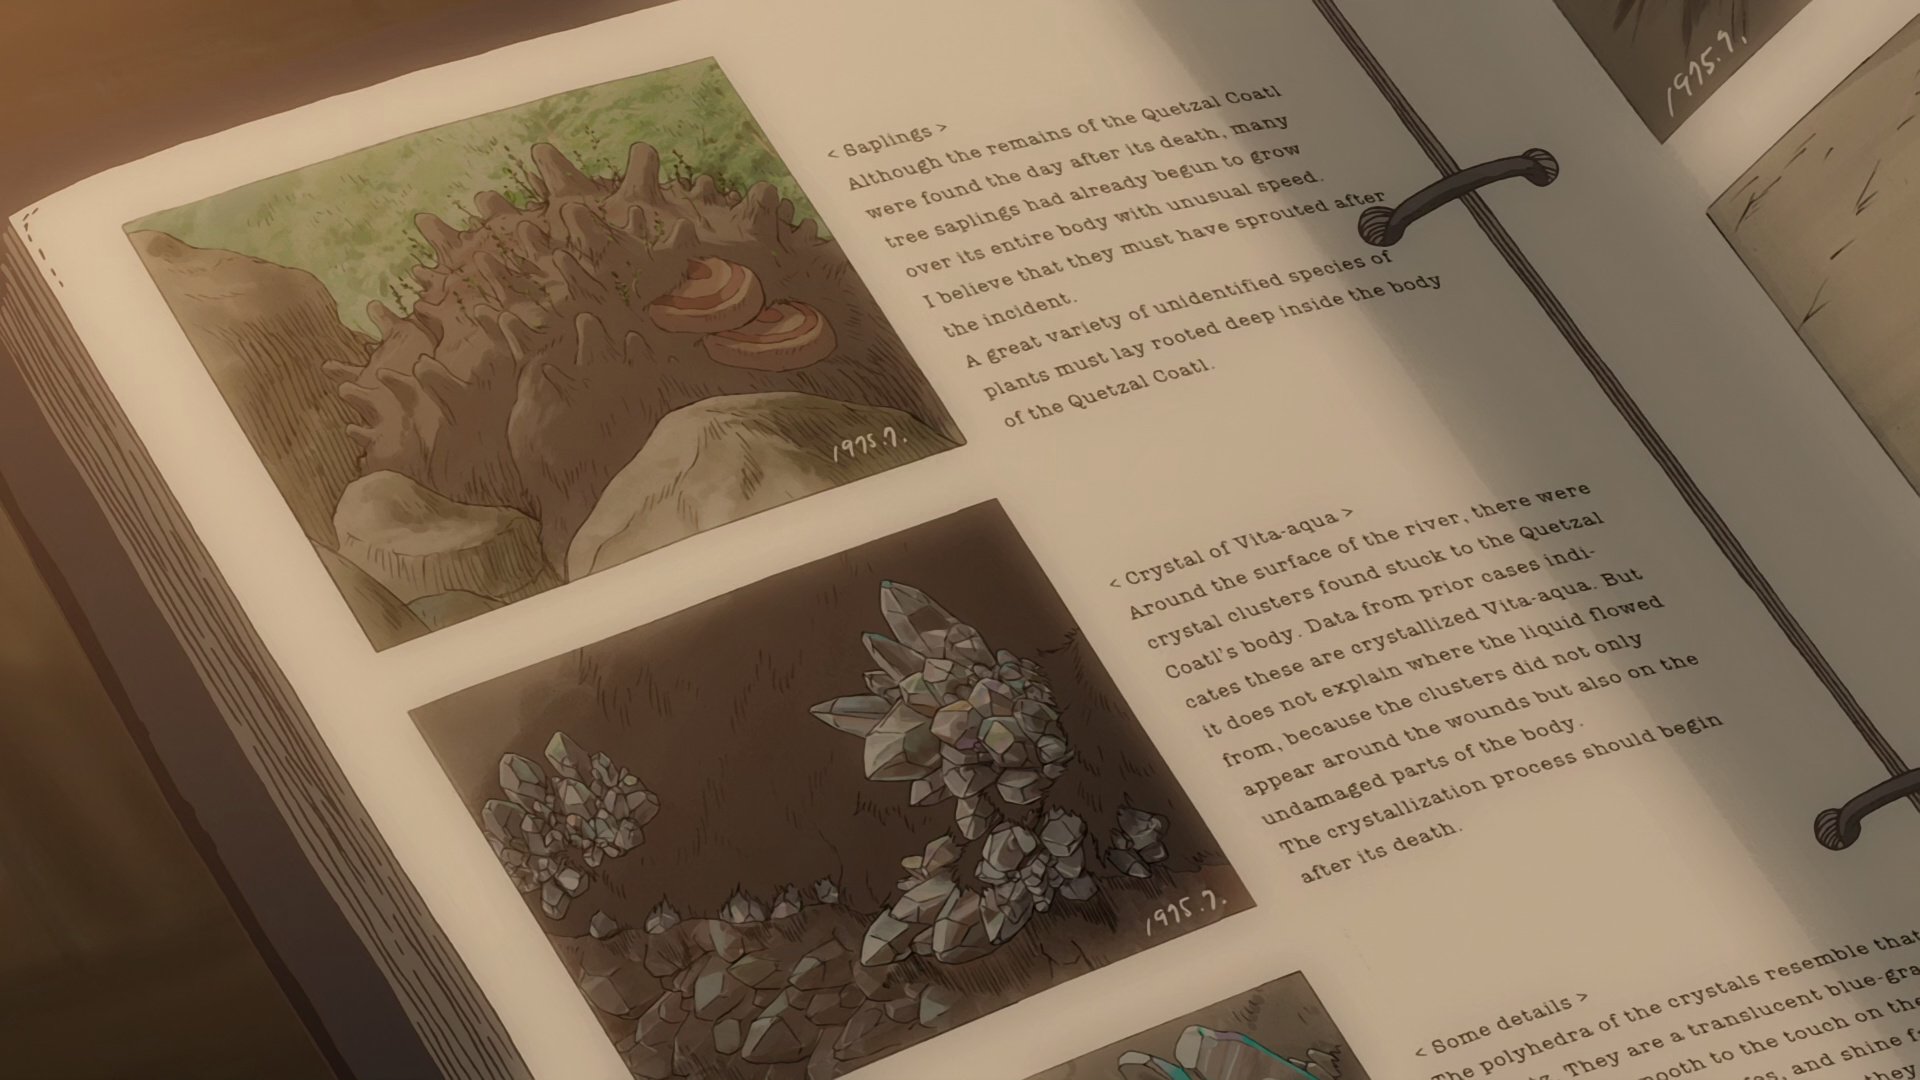 < Saplings >
Although the remains of the Quetzal Coatl
were found the day after its death, many
tree saplings had already begun to grow
over its entire body with unusual speed.
I believe that they must have sprouted after
the incident.
A great variety of unidentified species of
plants must lay rooted deep inside the body
of the Quetzal Coatl.
1975.7.
< Crystal of Vita-aqua >
Around the surface of the river, there were
crystal clusters found stuck to the Quetzal
Coatl's body. Data from prior cases indi-
cates these are crystallized Vita-aqua. But
it does not explain where the liquid flowed
from, because the clusters did not only
appear around the wounds but also on the
undamaged parts of the body.
The crystallization process should begin
after its death.
1975.7.
< Some details >
The polyhedra of the crystals resemble that
They are a translucent blue-gra
to the touch on the
and shine
they
1975.7.